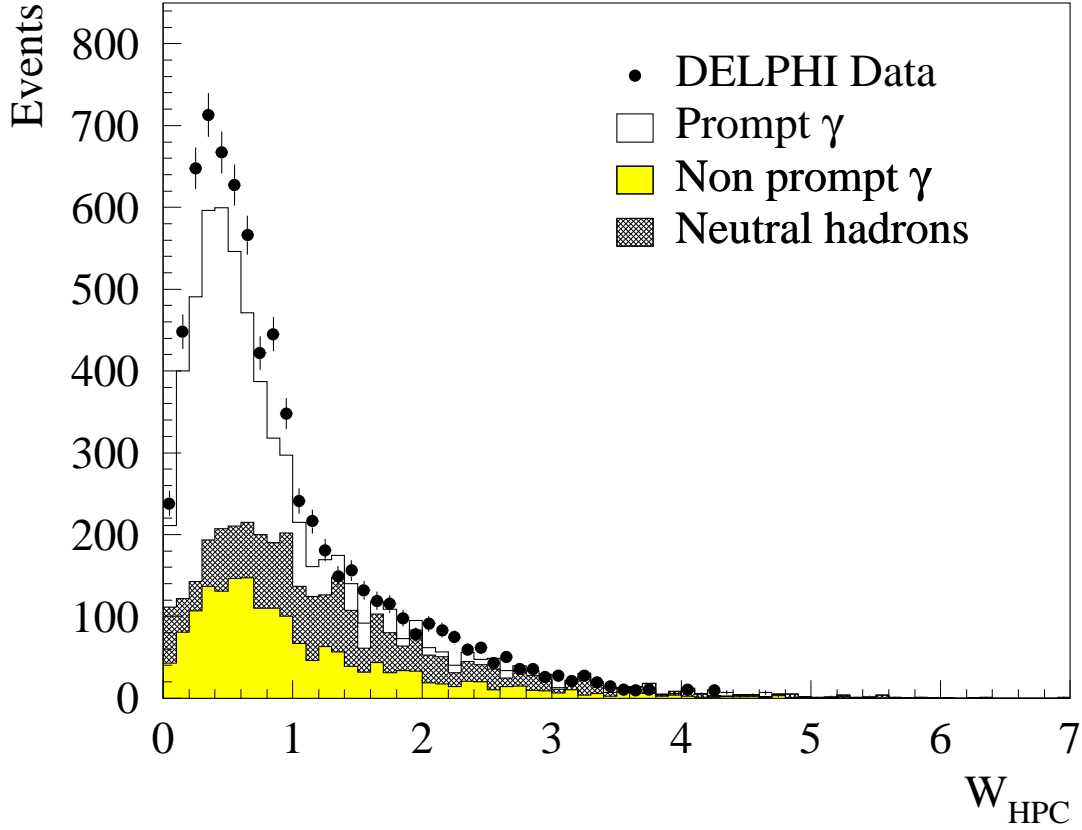 Events
800
700
600
500
400
300
200
100
0
DELPHI Data
Prompt γ
Non prompt γ
Neutral hadrons
0 1 2 3 4 5 6 7
W_HPC